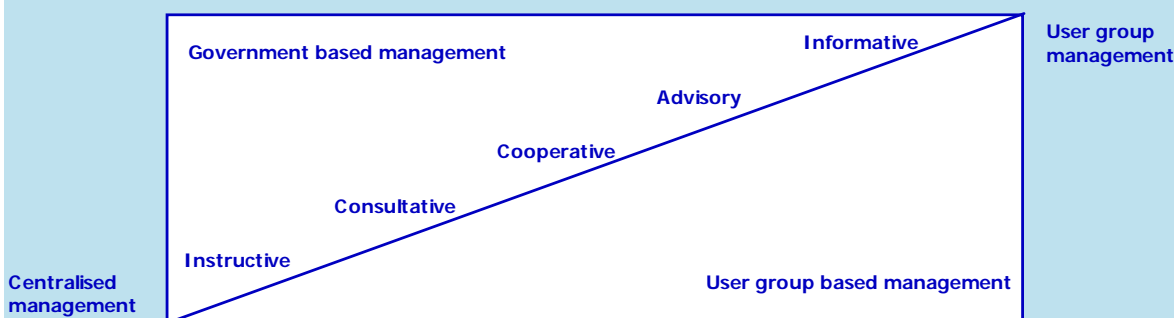 User group
management
Government based management
Informative
Advisory
Cooperative
Consultative
Instructive
Centralised
management
User group based management